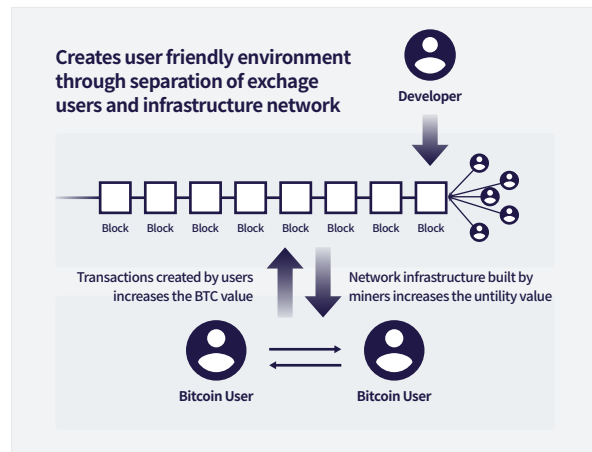 Creates user friendly environment
through separation of exchage
users and infrastructure network
Developer
Block Block Block Block Block Block Block Block
Transactions created by users
increases the BTC value
Network infrastructure built by
miners increases the untility value
Bitcoin User
Bitcoin User